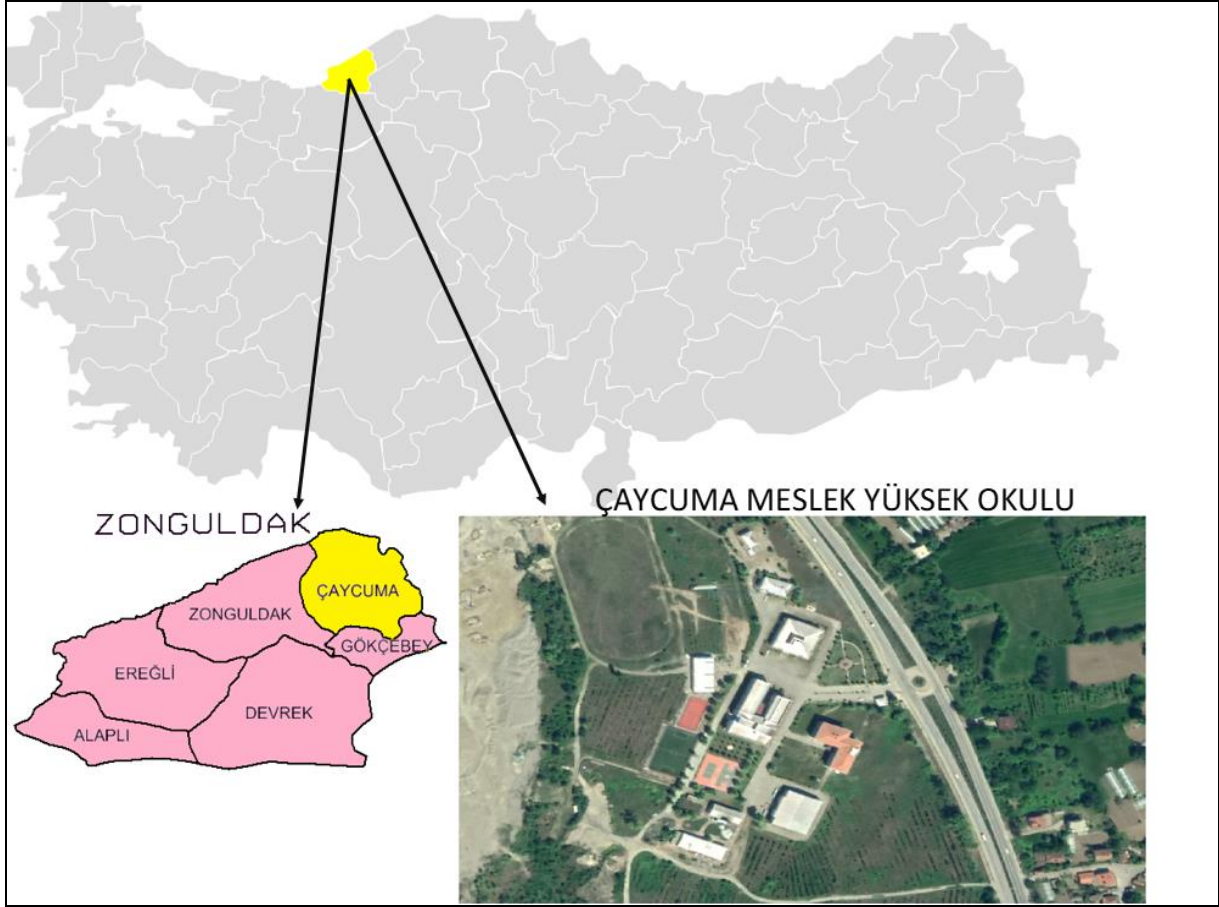 ÇAYCUMA MESLEK YÜKSEK OKULU
ZONGULDAK
ÇAYCUMA
ZONGULDAK
GÖKÇEBEY
EREĞLİ
DEVREK
ALAPLI